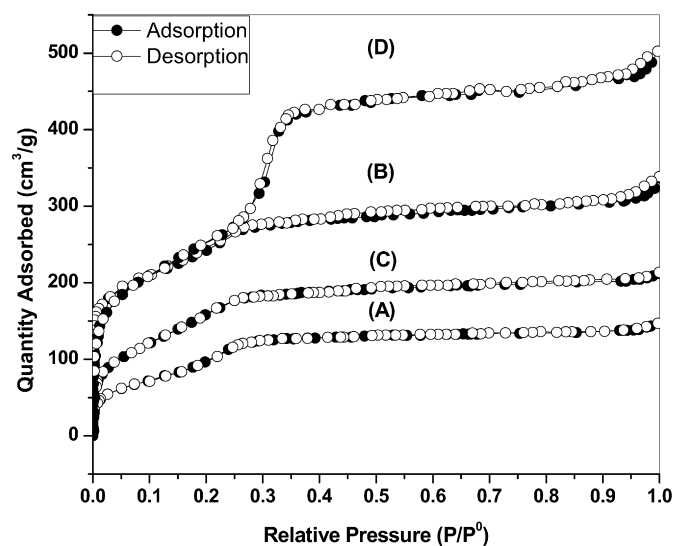 Adsorption
Desorption
(D)
(B)
(C)
(A)
Quantity Adsorbed (cm³/g)
500
400
300
200
100
0
0.0 0.1 0.2 0.3 0.4 0.5 0.6 0.7 0.8 0.9 1.0
Relative Pressure (P/P⁰)